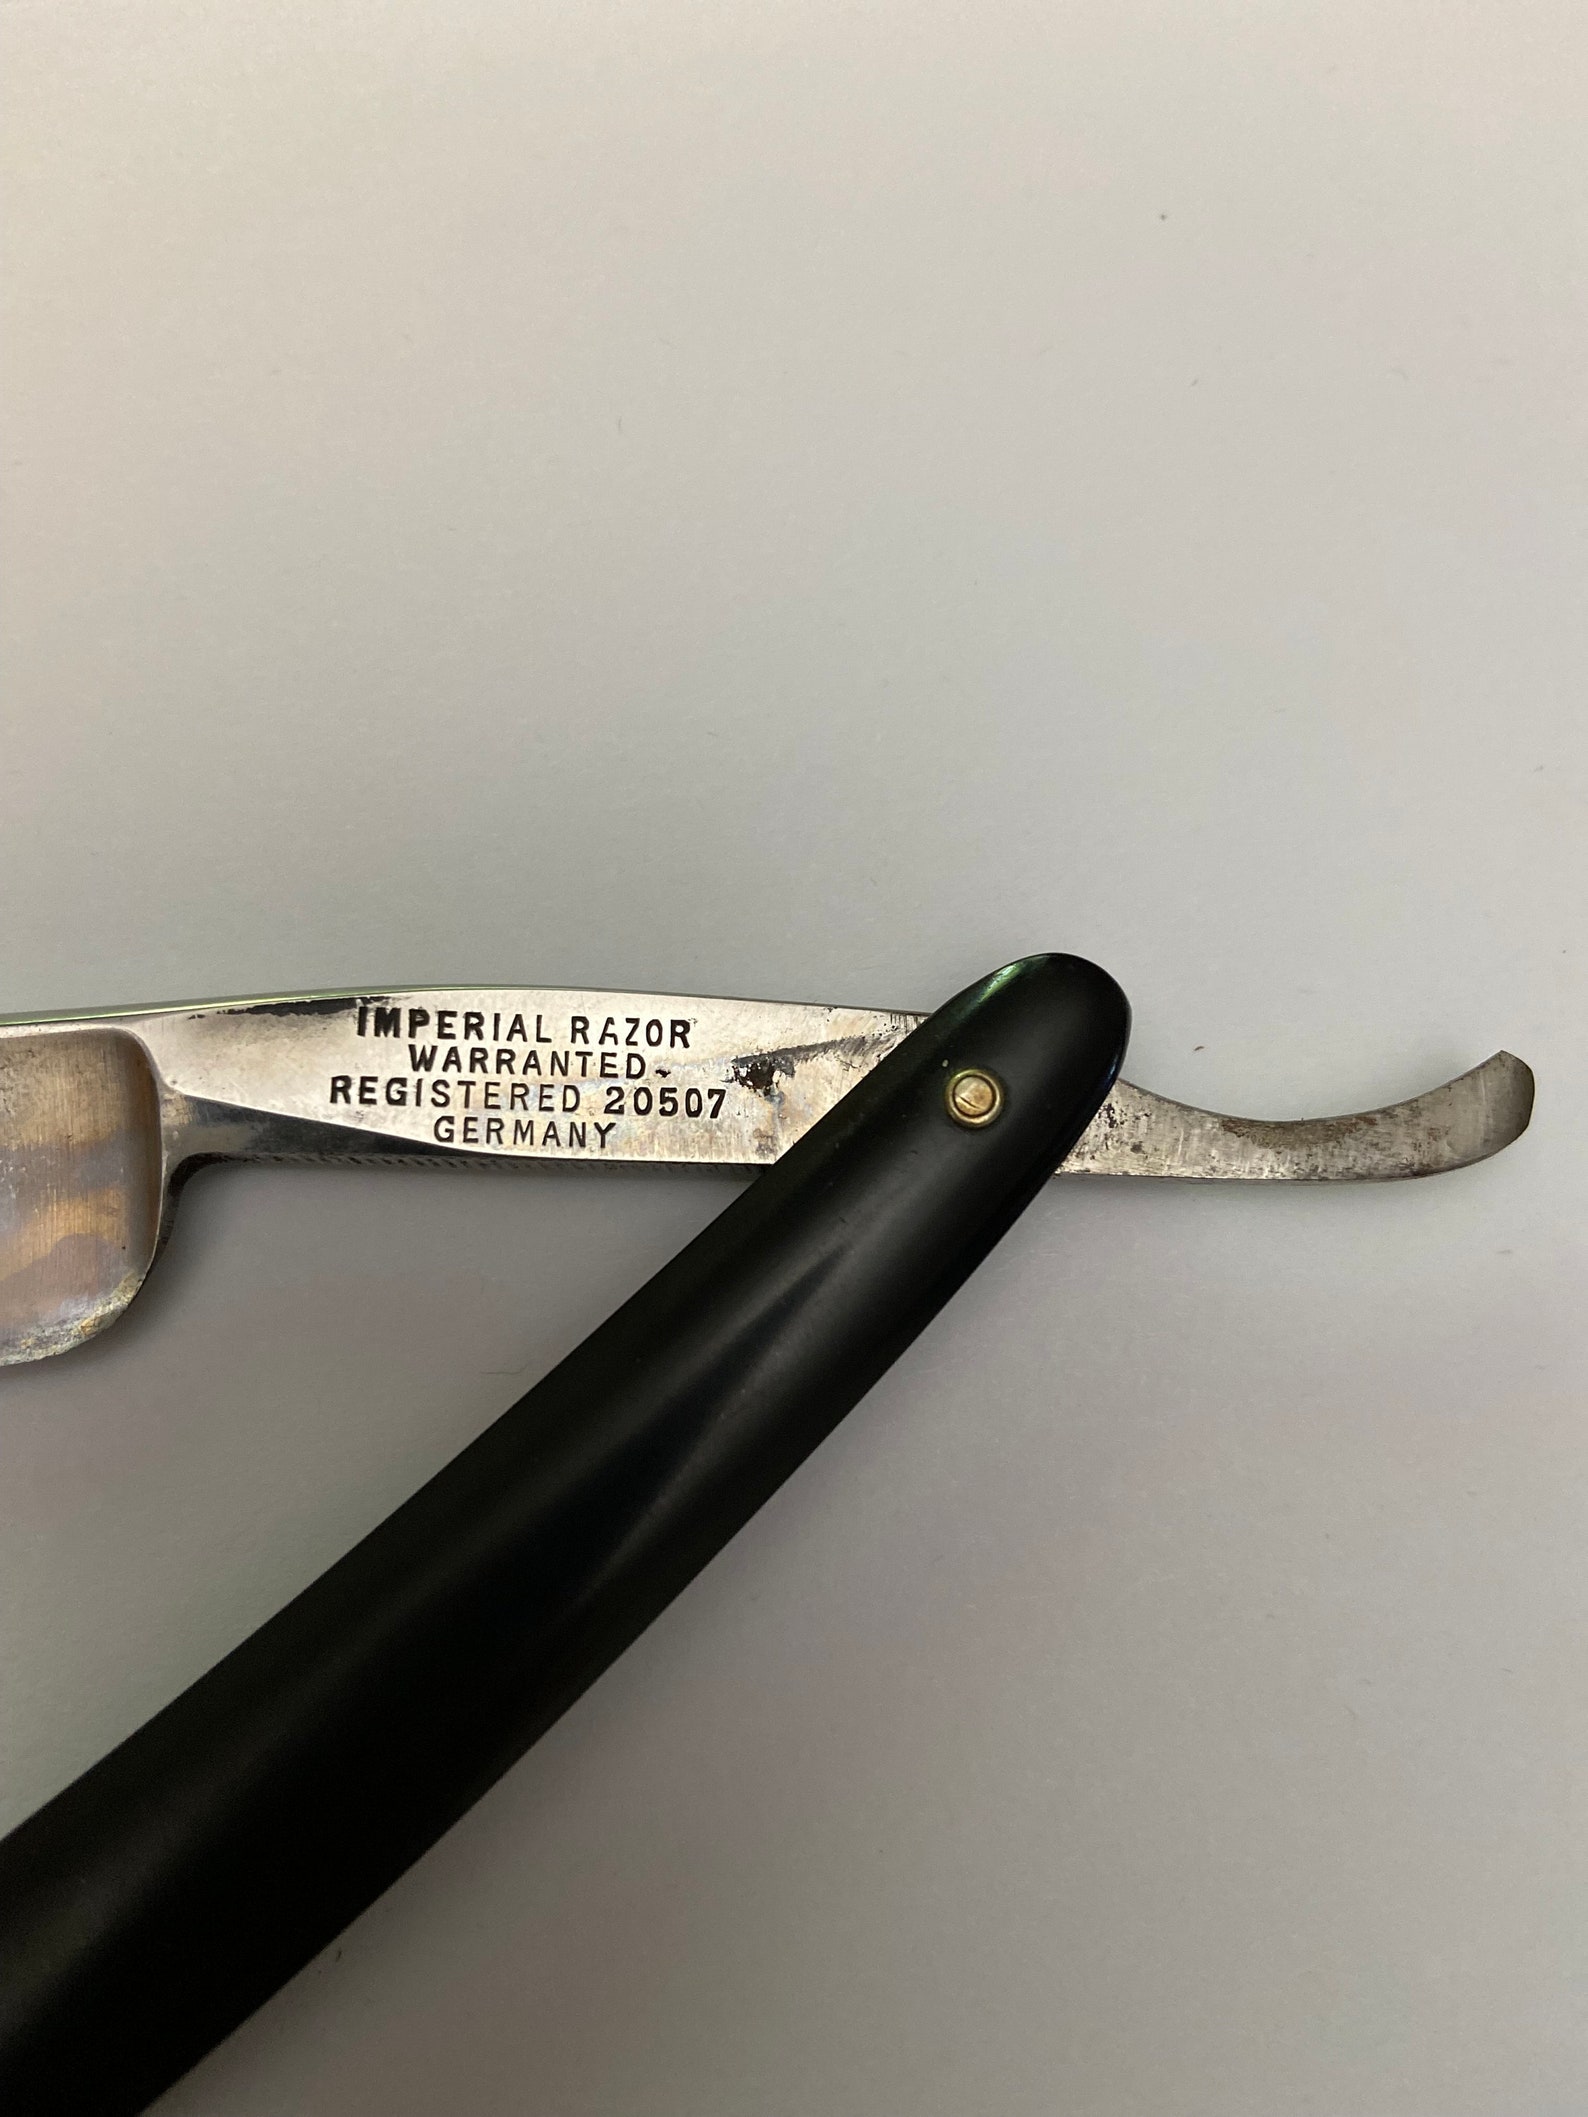 IMPERIAL RAZOR
WARRANTED
REGISTERED 20507
GERMANY